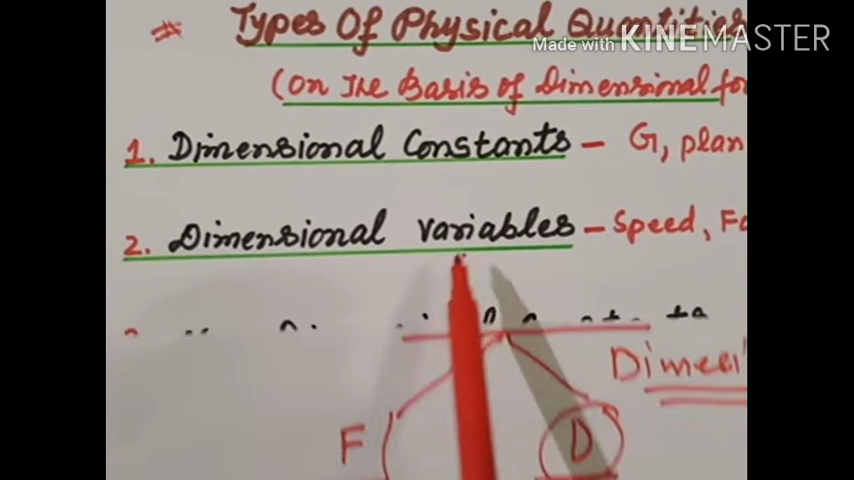 # Types Of Physical Quantities
Made with KINEMASTER
(On The Basis of Dimensional for
1. Dimensional Constants - G, plan
2. Dimensional variables - Speed, Fo
Dimen
F
D